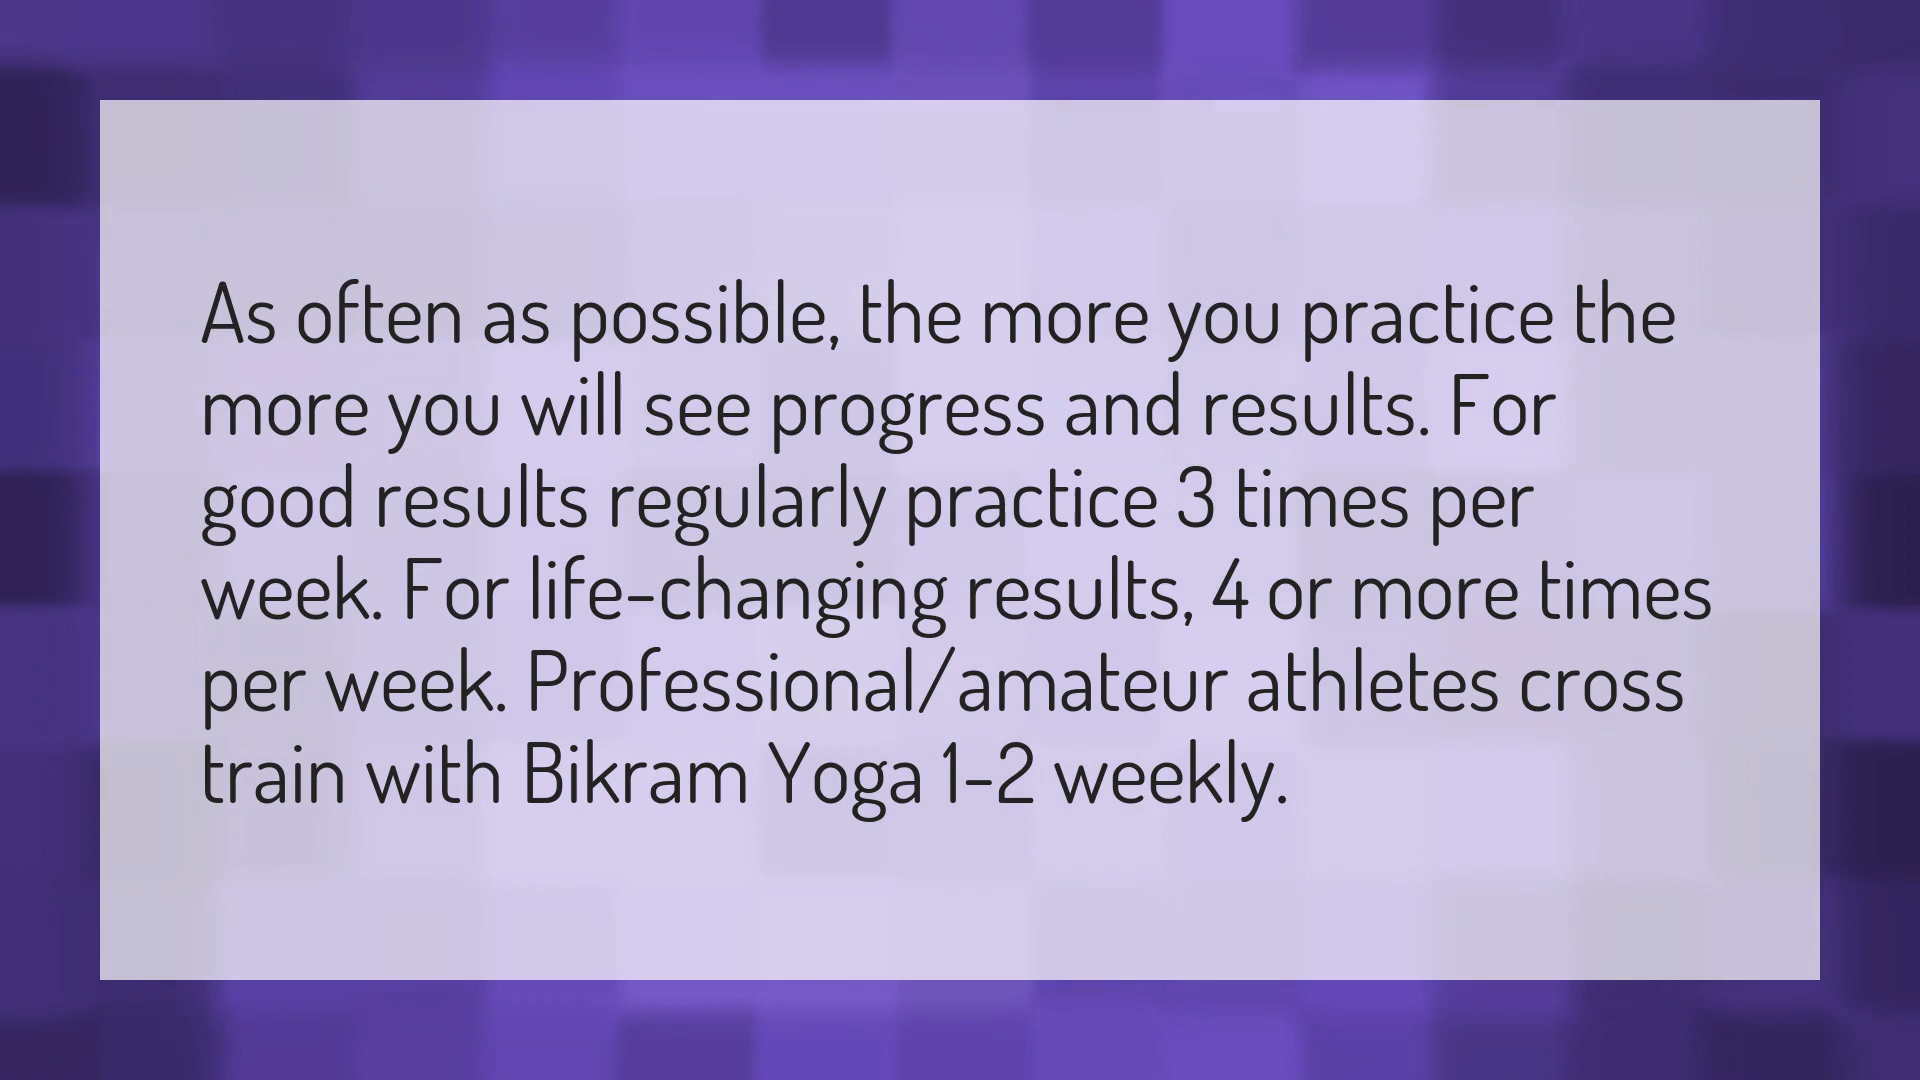 As often as possible, the more you practice the
more you will see progress and results. For
good results regularly practice 3 times per
week. For life-changing results, 4 or more times
per week. Professional/amateur athletes cross
train with Bikram Yoga 1-2 weekly.